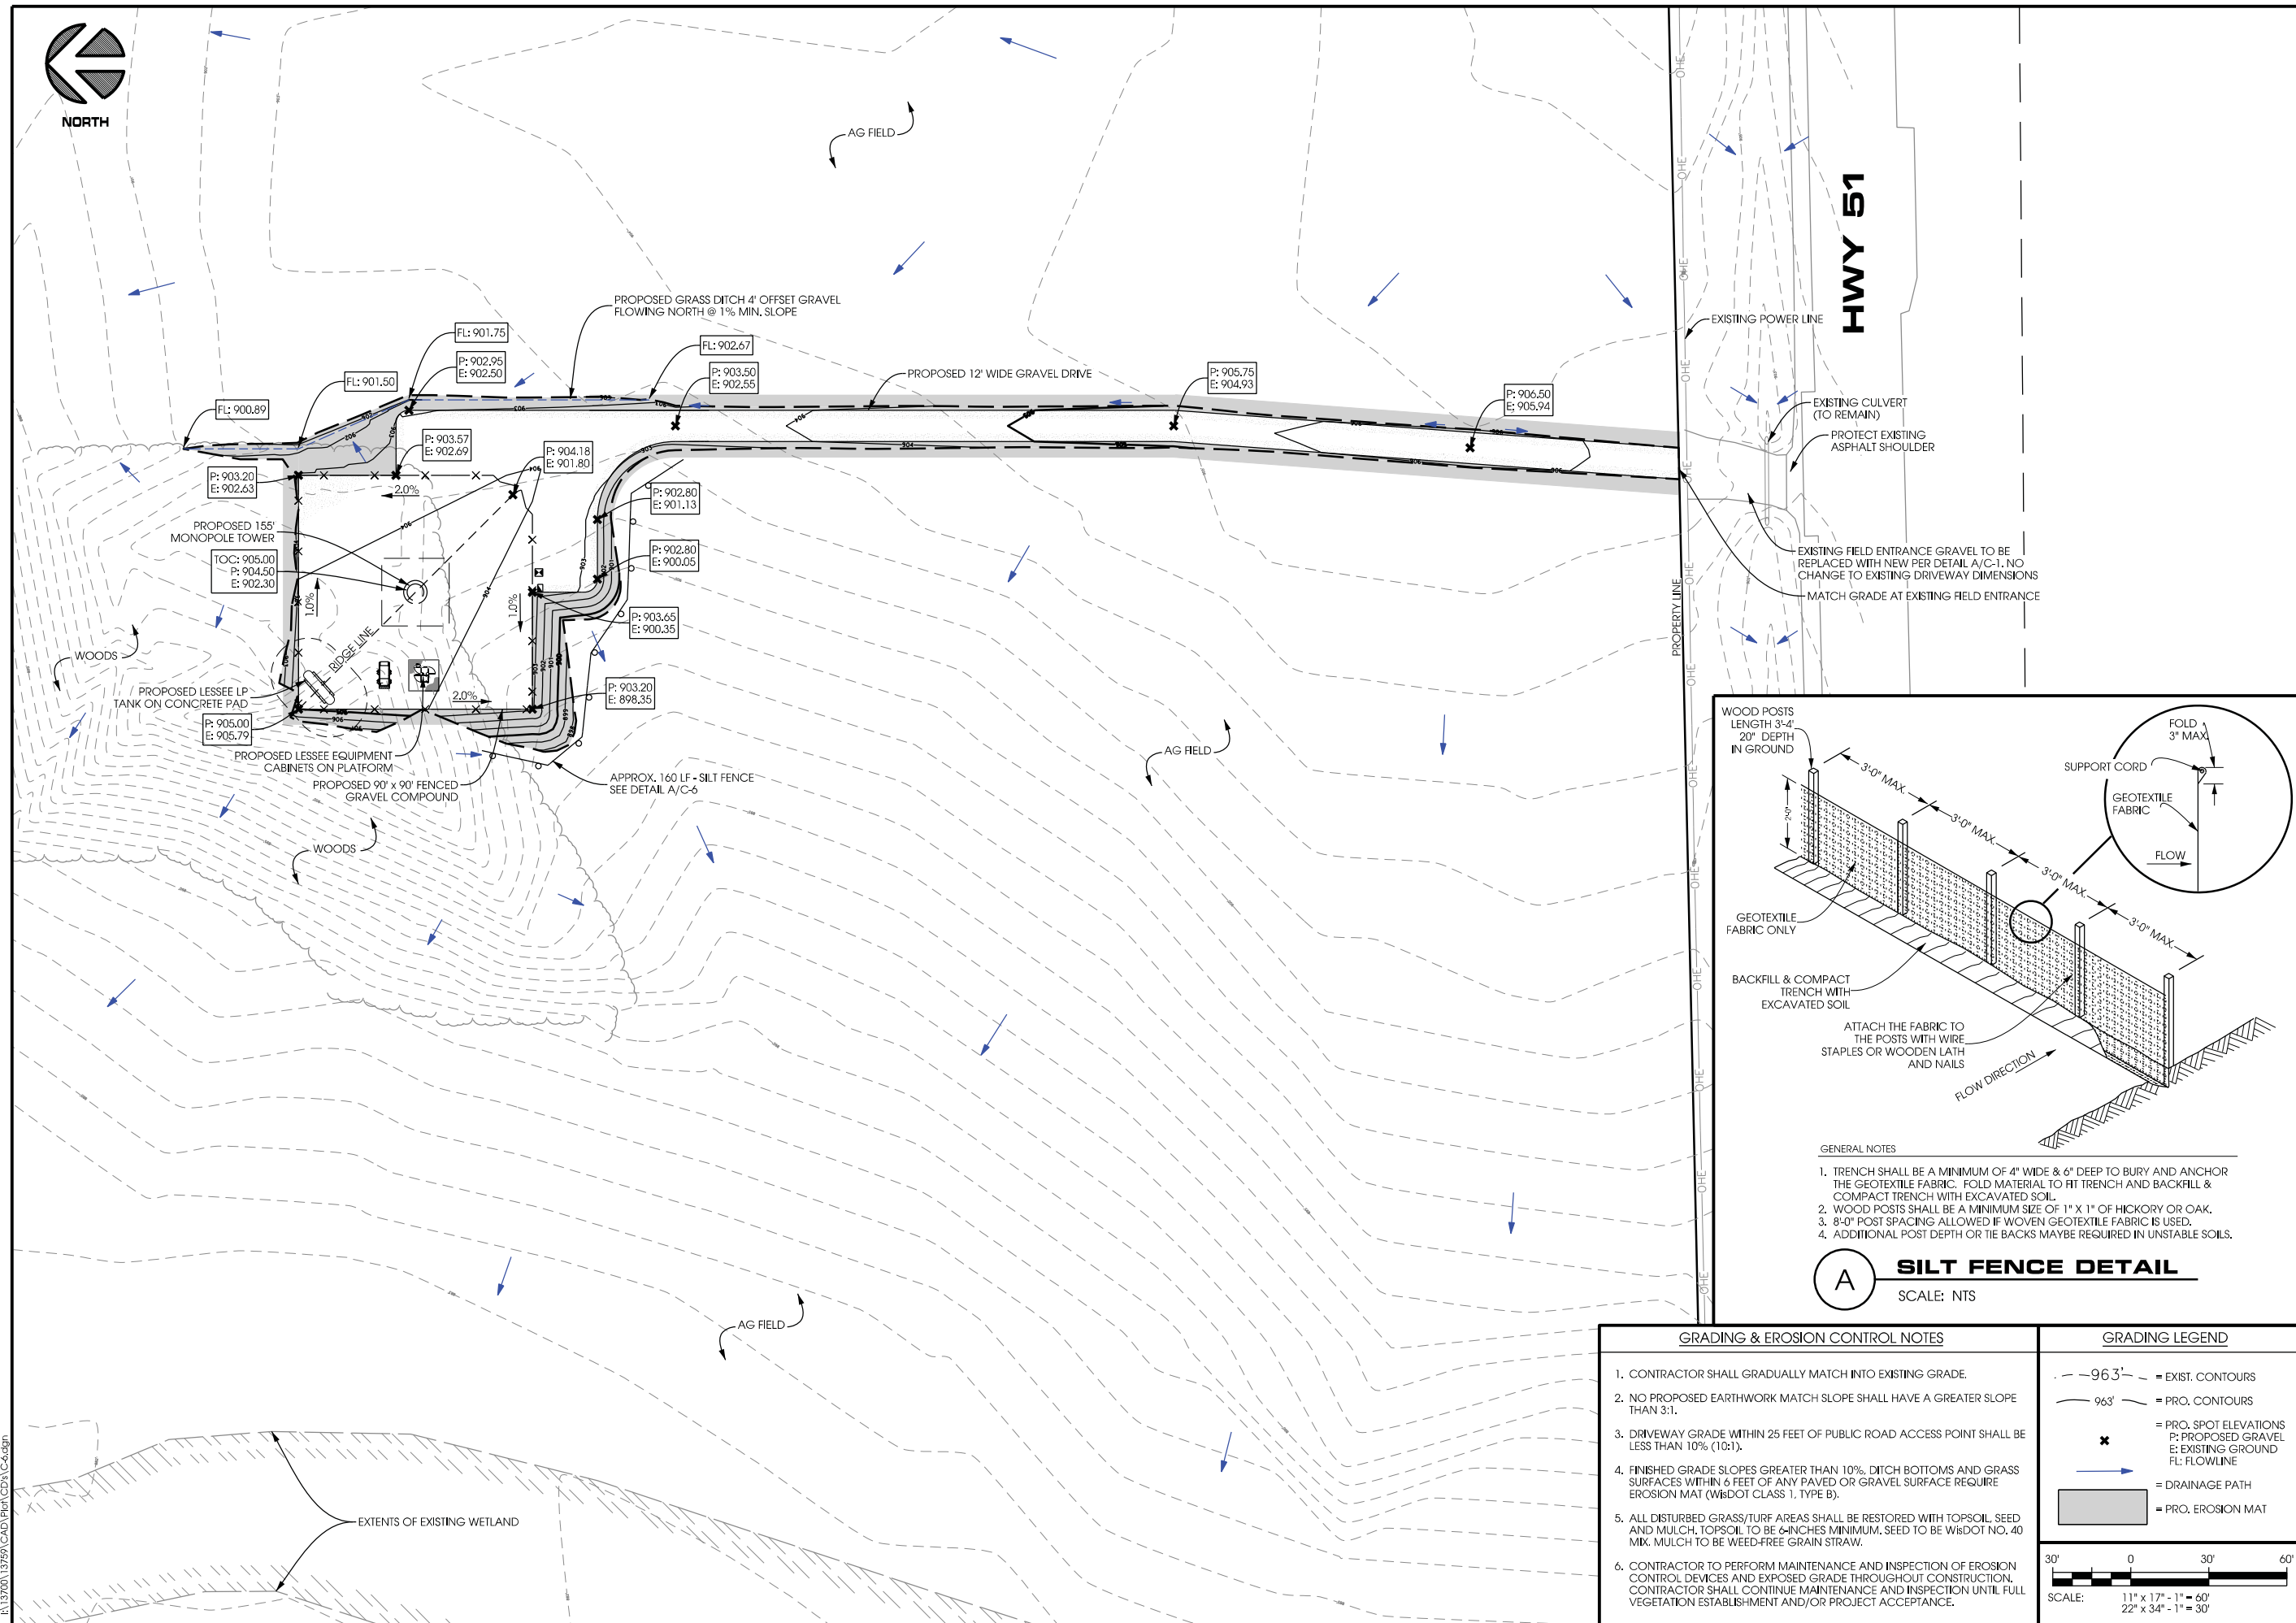 NORTH
AG FIELD
HWY 51
PROPOSED GRASS DITCH 4' OFFSET GRAVEL
FLOWING NORTH @ 1% MIN. SLOPE
FL: 901.75
P: 902.95
E: 902.50
FL: 902.67
P: 903.50
E: 902.55
PROPOSED 12' WIDE GRAVEL DRIVE
P: 905.75
E: 904.93
P: 906.50
E: 905.94
FL: 901.50
FL: 900.89
EXISTING POWER LINE
EXISTING CULVERT
(TO REMAIN)
PROTECT EXISTING
ASPHALT SHOULDER
P: 903.57
E: 902.69
P: 904.18
E: 901.80
P: 903.20
E: 902.63
2.0%
P: 902.80
E: 901.13
PROPOSED 155'
MONOPOLE TOWER
TOC: 905.00
P: 904.50
E: 902.30
P: 902.80
E: 900.05
1.0%
1.0%
P: 903.65
E: 900.35
EXISTING FIELD ENTRANCE GRAVEL TO BE
REPLACED WITH NEW PER DETAIL A/C-1. NO
CHANGE TO EXISTING DRIVEWAY DIMENSIONS
MATCH GRADE AT EXISTING FIELD ENTRANCE
PROPERTY LINE
OHE
OHE
OHE
OHE
OHE
OHE
OHE
OHE
OHE
OHE
OHE
OHE
OHE
WOODS
RIDGE LINE
PROPOSED LESSEE LP
TANK ON CONCRETE PAD
2.0%
P: 903.20
E: 898.35
P: 905.00
E: 905.79
PROPOSED LESSEE EQUIPMENT
CABINETS ON PLATFORM
PROPOSED 90' x 90' FENCED
GRAVEL COMPOUND
APPROX. 160 LF - SILT FENCE
SEE DETAIL A/C-6
AG FIELD
WOODS
AG FIELD
EXTENTS OF EXISTING WETLAND
WOOD POSTS
LENGTH 3'-4'
20" DEPTH
IN GROUND
3'-0" MAX.
3'-0" MAX.
3'-0" MAX.
3'-0" MAX.
FOLD
3" MAX.
SUPPORT CORD
GEOTEXTILE
FABRIC
FLOW
GEOTEXTILE
FABRIC ONLY
BACKFILL & COMPACT
TRENCH WITH
EXCAVATED SOIL
ATTACH THE FABRIC TO
THE POSTS WITH WIRE
STAPLES OR WOODEN LATH
AND NAILS
FLOW DIRECTION
GENERAL NOTES
1. TRENCH SHALL BE A MINIMUM OF 4" WIDE & 6" DEEP TO BURY AND ANCHOR
THE GEOTEXTILE FABRIC. FOLD MATERIAL TO FIT TRENCH AND BACKFILL &
COMPACT TRENCH WITH EXCAVATED SOIL.
2. WOOD POSTS SHALL BE A MINIMUM SIZE OF 1" X 1" OF HICKORY OR OAK.
3. 8'-0" POST SPACING ALLOWED IF WOVEN GEOTEXTILE FABRIC IS USED.
4. ADDITIONAL POST DEPTH OR TIE BACKS MAYBE REQUIRED IN UNSTABLE SOILS.
A
SILT FENCE DETAIL
SCALE: NTS
GRADING & EROSION CONTROL NOTES
1. CONTRACTOR SHALL GRADUALLY MATCH INTO EXISTING GRADE.
2. NO PROPOSED EARTHWORK MATCH SLOPE SHALL HAVE A GREATER SLOPE
THAN 3:1.
3. DRIVEWAY GRADE WITHIN 25 FEET OF PUBLIC ROAD ACCESS POINT SHALL BE
LESS THAN 10% (10:1).
4. FINISHED GRADE SLOPES GREATER THAN 10%, DITCH BOTTOMS AND GRASS
SURFACES WITHIN 6 FEET OF ANY PAVED OR GRAVEL SURFACE REQUIRE
EROSION MAT (WisDOT CLASS 1, TYPE B).
5. ALL DISTURBED GRASS/TURF AREAS SHALL BE RESTORED WITH TOPSOIL, SEED
AND MULCH. TOPSOIL TO BE 6-INCHES MINIMUM. SEED TO BE WisDOT NO. 40
MIX. MULCH TO BE WEED-FREE GRAIN STRAW.
6. CONTRACTOR TO PERFORM MAINTENANCE AND INSPECTION OF EROSION
CONTROL DEVICES AND EXPOSED GRADE THROUGHOUT CONSTRUCTION.
CONTRACTOR SHALL CONTINUE MAINTENANCE AND INSPECTION UNTIL FULL
VEGETATION ESTABLISHMENT AND/OR PROJECT ACCEPTANCE.
GRADING LEGEND
963' = EXIST. CONTOURS
963' = PRO. CONTOURS
= PRO. SPOT ELEVATIONS
P: PROPOSED GRAVEL
E: EXISTING GROUND
FL: FLOWLINE
= DRAINAGE PATH
= PRO. EROSION MAT
30' 0 30' 60'
SCALE: 11" x 17" - 1" = 60'
22" x 34" - 1" = 30'
I:\13700\13759\CAD\Plot\CD's\C-6.dgn